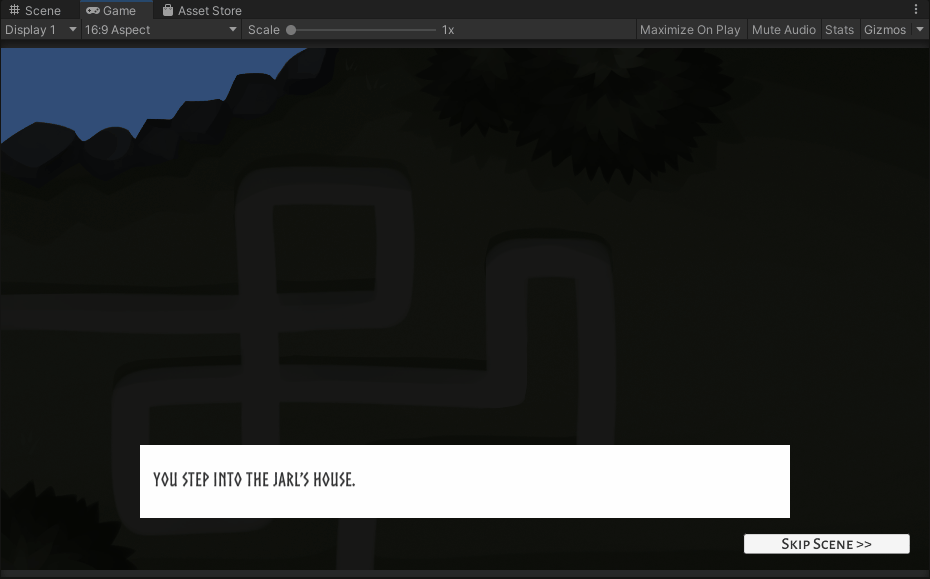 Scene Game Asset Store
Display 1 16:9 Aspect Scale 1x Maximize On Play Mute Audio Stats Gizmos
YOU STEP INTO THE JARL'S HOUSE.
SKIP SCENE >>